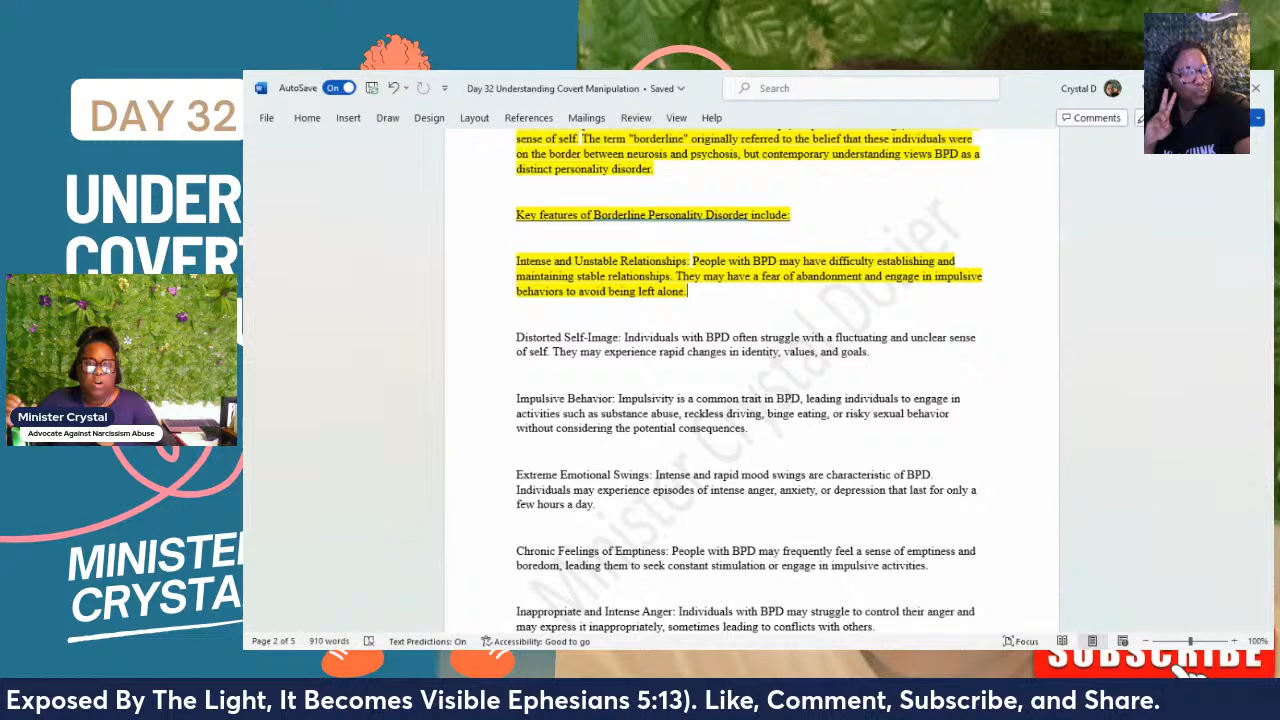 DAY 32
UNDER
COVERT
MINISTE
CRYSTA
AutoSave
On
Day 32 Understanding Covert Manipulation • Saved
Search
Crystal D
File
Home
Insert
Draw
Design
Layout
References
Mailings
Review
View
Help
Comments
sense of self. The term "borderline" originally referred to the belief that these individuals were
on the border between neurosis and psychosis, but contemporary understanding views BPD as a
distinct personality disorder.
Key features of Borderline Personality Disorder include:
Intense and Unstable Relationships: People with BPD may have difficulty establishing and
maintaining stable relationships. They may have a fear of abandonment and engage in impulsive
behaviors to avoid being left alone.
Distorted Self-Image: Individuals with BPD often struggle with a fluctuating and unclear sense
of self. They may experience rapid changes in identity, values, and goals.
Impulsive Behavior: Impulsivity is a common trait in BPD, leading individuals to engage in
activities such as substance abuse, reckless driving, binge eating, or risky sexual behavior
without considering the potential consequences.
Extreme Emotional Swings: Intense and rapid mood swings are characteristic of BPD.
Individuals may experience episodes of intense anger, anxiety, or depression that last for only a
few hours a day.
Chronic Feelings of Emptiness: People with BPD may frequently feel a sense of emptiness and
boredom, leading them to seek constant stimulation or engage in impulsive activities.
Inappropriate and Intense Anger: Individuals with BPD may struggle to control their anger and
may express it inappropriately, sometimes leading to conflicts with others.
Minister Crystal Dozier
Minister Crystal
Advocate Against Narcissism Abuse
Page 2 of 5
910 words
Text Predictions: On
Accessibility: Good to go
Focus
100%
SUBSCRIBE
Exposed By The Light, It Becomes Visible Ephesians 5:13). Like, Comment, Subscribe, and Share.